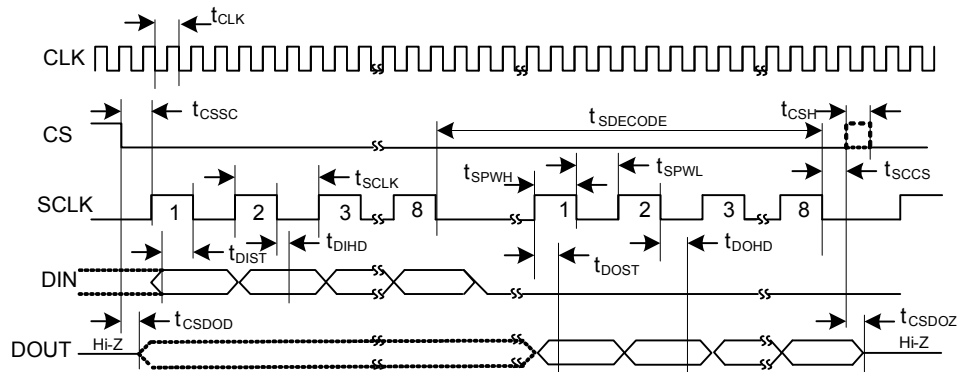 tCLK
CLK
tCSSC
tSDECODE
tCSH
CS
tSCLK
tSPWH
tSPWL
tSCCS
SCLK
1 2 3 8 1 2 3 8
tDIST
tDIHD
tDOST
tDOHD
DIN
tCSDOD
tCSDOZ
DOUT
Hi-Z
Hi-Z